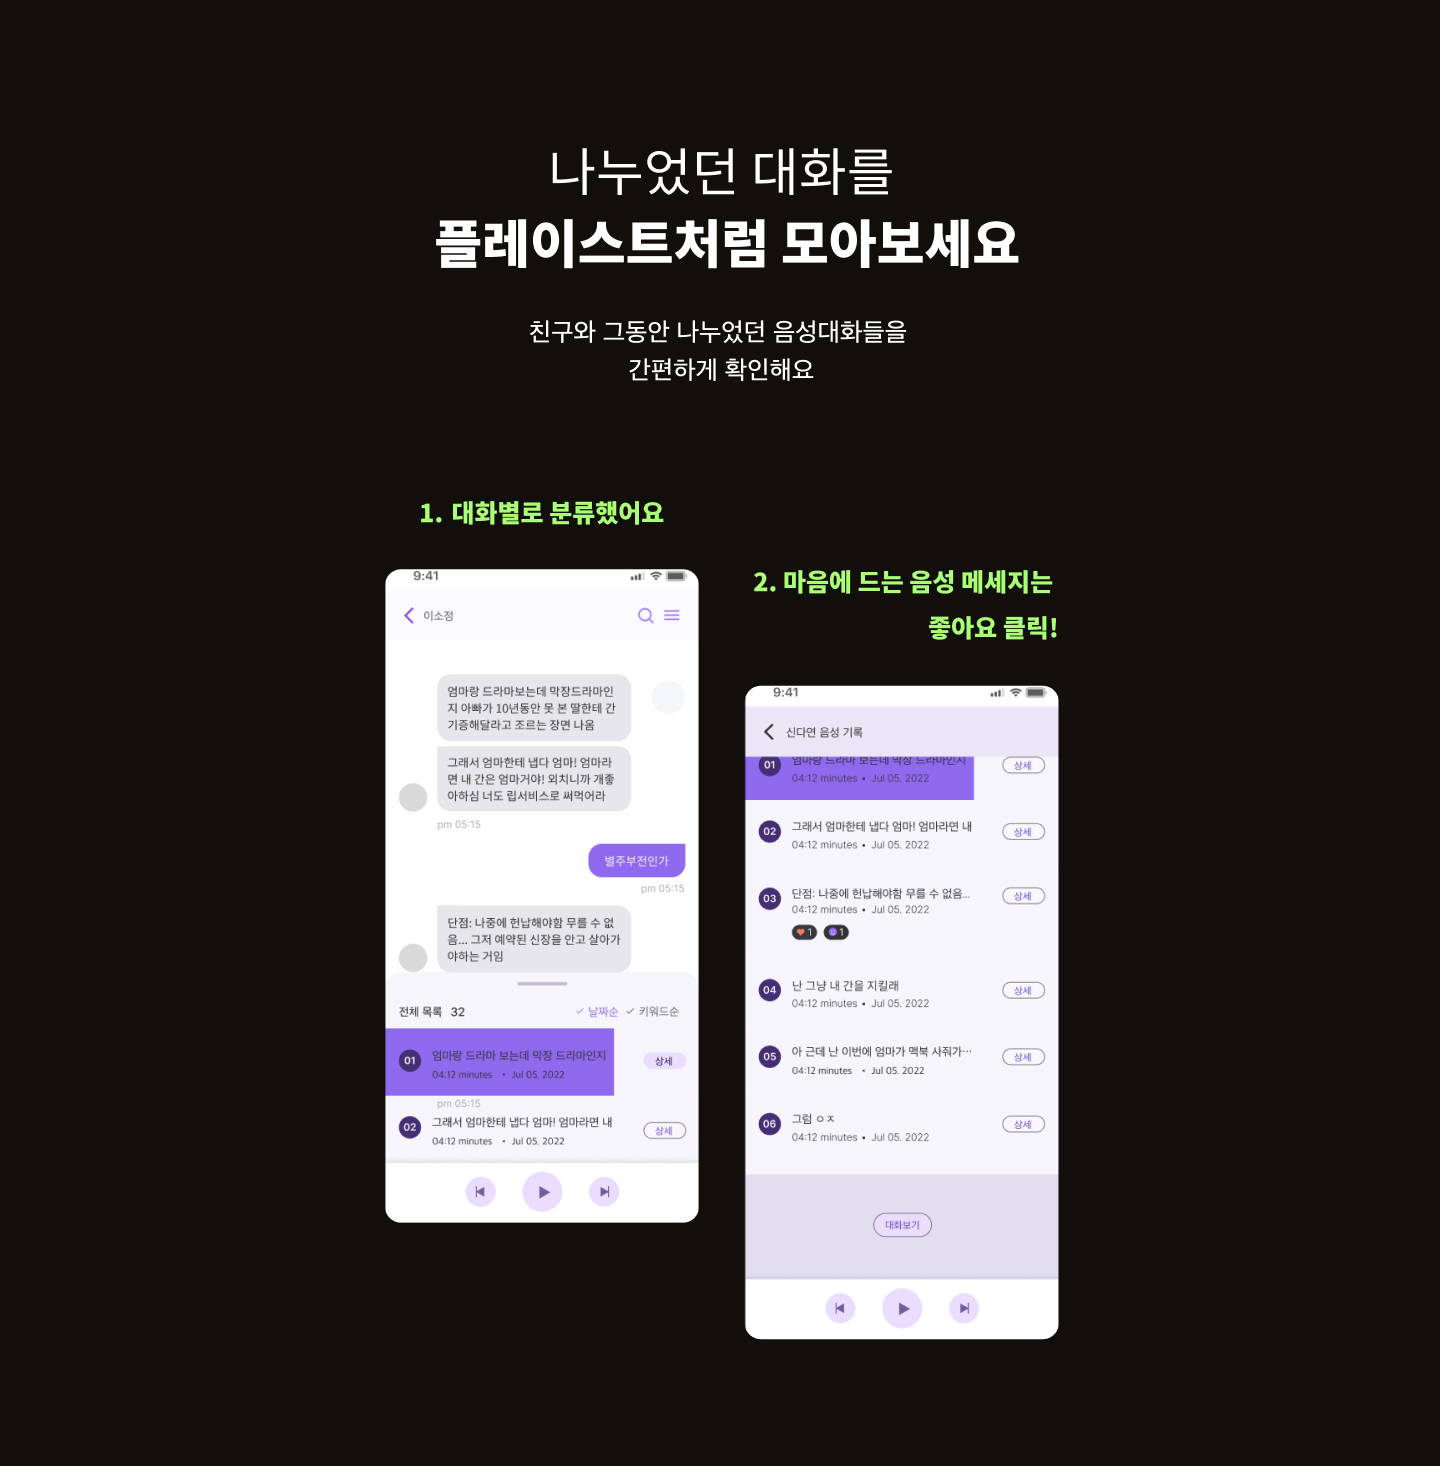 나누었던 대화를
플레이스트처럼 모아보세요
친구와 그동안 나누었던 음성대화들을
간편하게 확인해요
1. 대화별로 분류했어요
9:41
이소정
엄마랑 드라마보는데 막장드라마인
지 아빠가 10년동안 못 본 딸한테 간
기증해달라고 조르는 장면 나옴
그래서 엄마한테 냅다 엄마! 엄마라
면 내 간은 엄마거야! 외치니까 개좋
아하심 너도 립서비스로 써먹어라
pm 05:15
별주부전인가
pm 05:15
단점: 나중에 헌납해야함 무를 수 없
음... 그저 예약된 신장을 안고 살아가
야하는 거임
전체 목록 32
날짜순 키워드순
01 엄마랑 드라마 보는데 막장 드라마인지 상세
04:12 minutes • Jul 05. 2022
pm 05:15
02 그래서 엄마한테 냅다 엄마! 엄마라면 내 상세
04:12 minutes • Jul 05. 2022
2. 마음에 드는 음성 메세지는
좋아요 클릭!
9:41
신다연 음성 기록
01 엄마랑 드라마 보는데 막장 드라마인지 상세
04:12 minutes • Jul 05. 2022
02 그래서 엄마한테 냅다 엄마! 엄마라면 내 상세
04:12 minutes • Jul 05. 2022
03 단점: 나중에 헌납해야함 무를 수 없음... 상세
04:12 minutes • Jul 05. 2022
1 1
04 난 그냥 내 간을 지킬래 상세
04:12 minutes • Jul 05. 2022
05 아 근데 난 이번에 엄마가 맥북 사줘가… 상세
04:12 minutes • Jul 05. 2022
06 그럼 ㅇㅈ 상세
04:12 minutes • Jul 05. 2022
대화보기